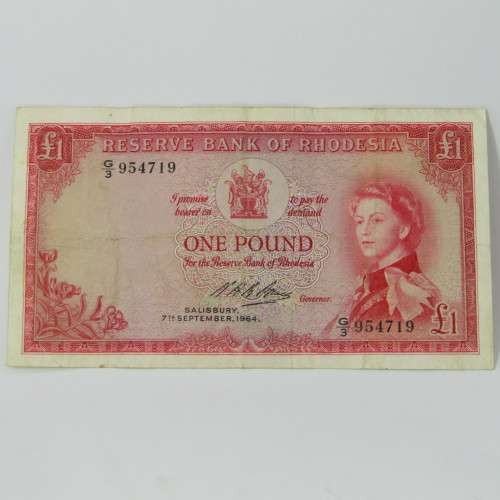 £1 RESERVE BANK OF RHODESIA £1
G/3 954719
I promise to pay the
bearer on demand
ONE POUND
For the Reserve Bank of Rhodesia
Governor.
SALISBURY,
7TH SEPTEMBER, 1964.
G/3 954719 £1